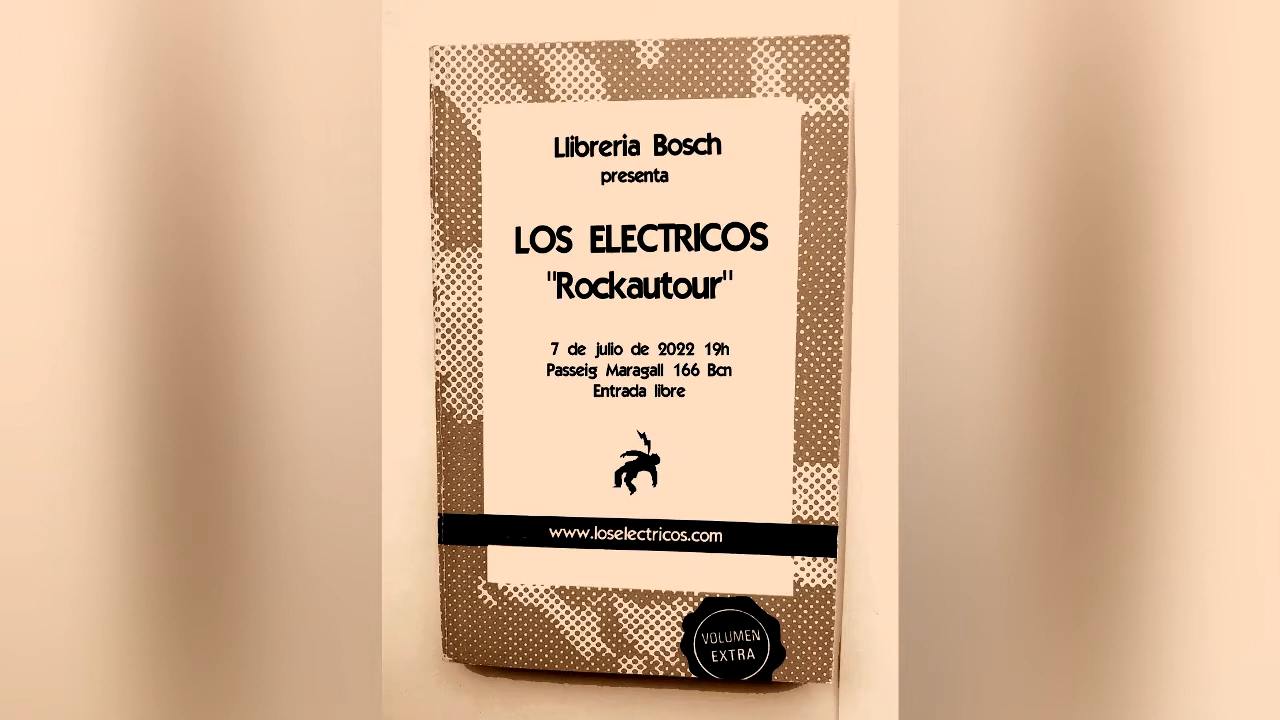 Llibreria Bosch
presenta
LOS ELECTRICOS
"Rockautour"
7 de julio de 2022 19h
Passeig Maragall 166 Bcn
Entrada libre
www.loselectricos.com
VOLUMEN
EXTRA